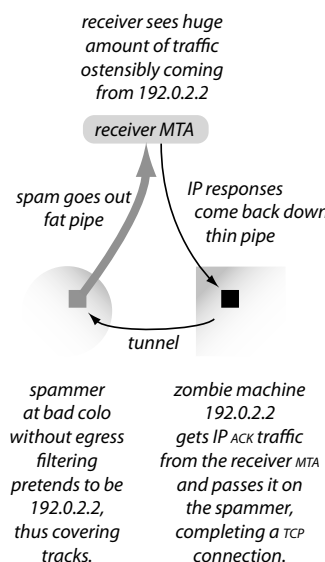 receiver sees huge
amount of traffic
ostensibly coming
from 192.0.2.2
receiver MTA
spam goes out
fat pipe
IP responses
come back down
thin pipe
tunnel
spammer
at bad colo
without egress
filtering
pretends to be
192.0.2.2,
thus covering
tracks.
zombie machine
192.0.2.2
gets IP ACK traffic
from the receiver MTA
and passes it on
the spammer,
completing a TCP
connection.